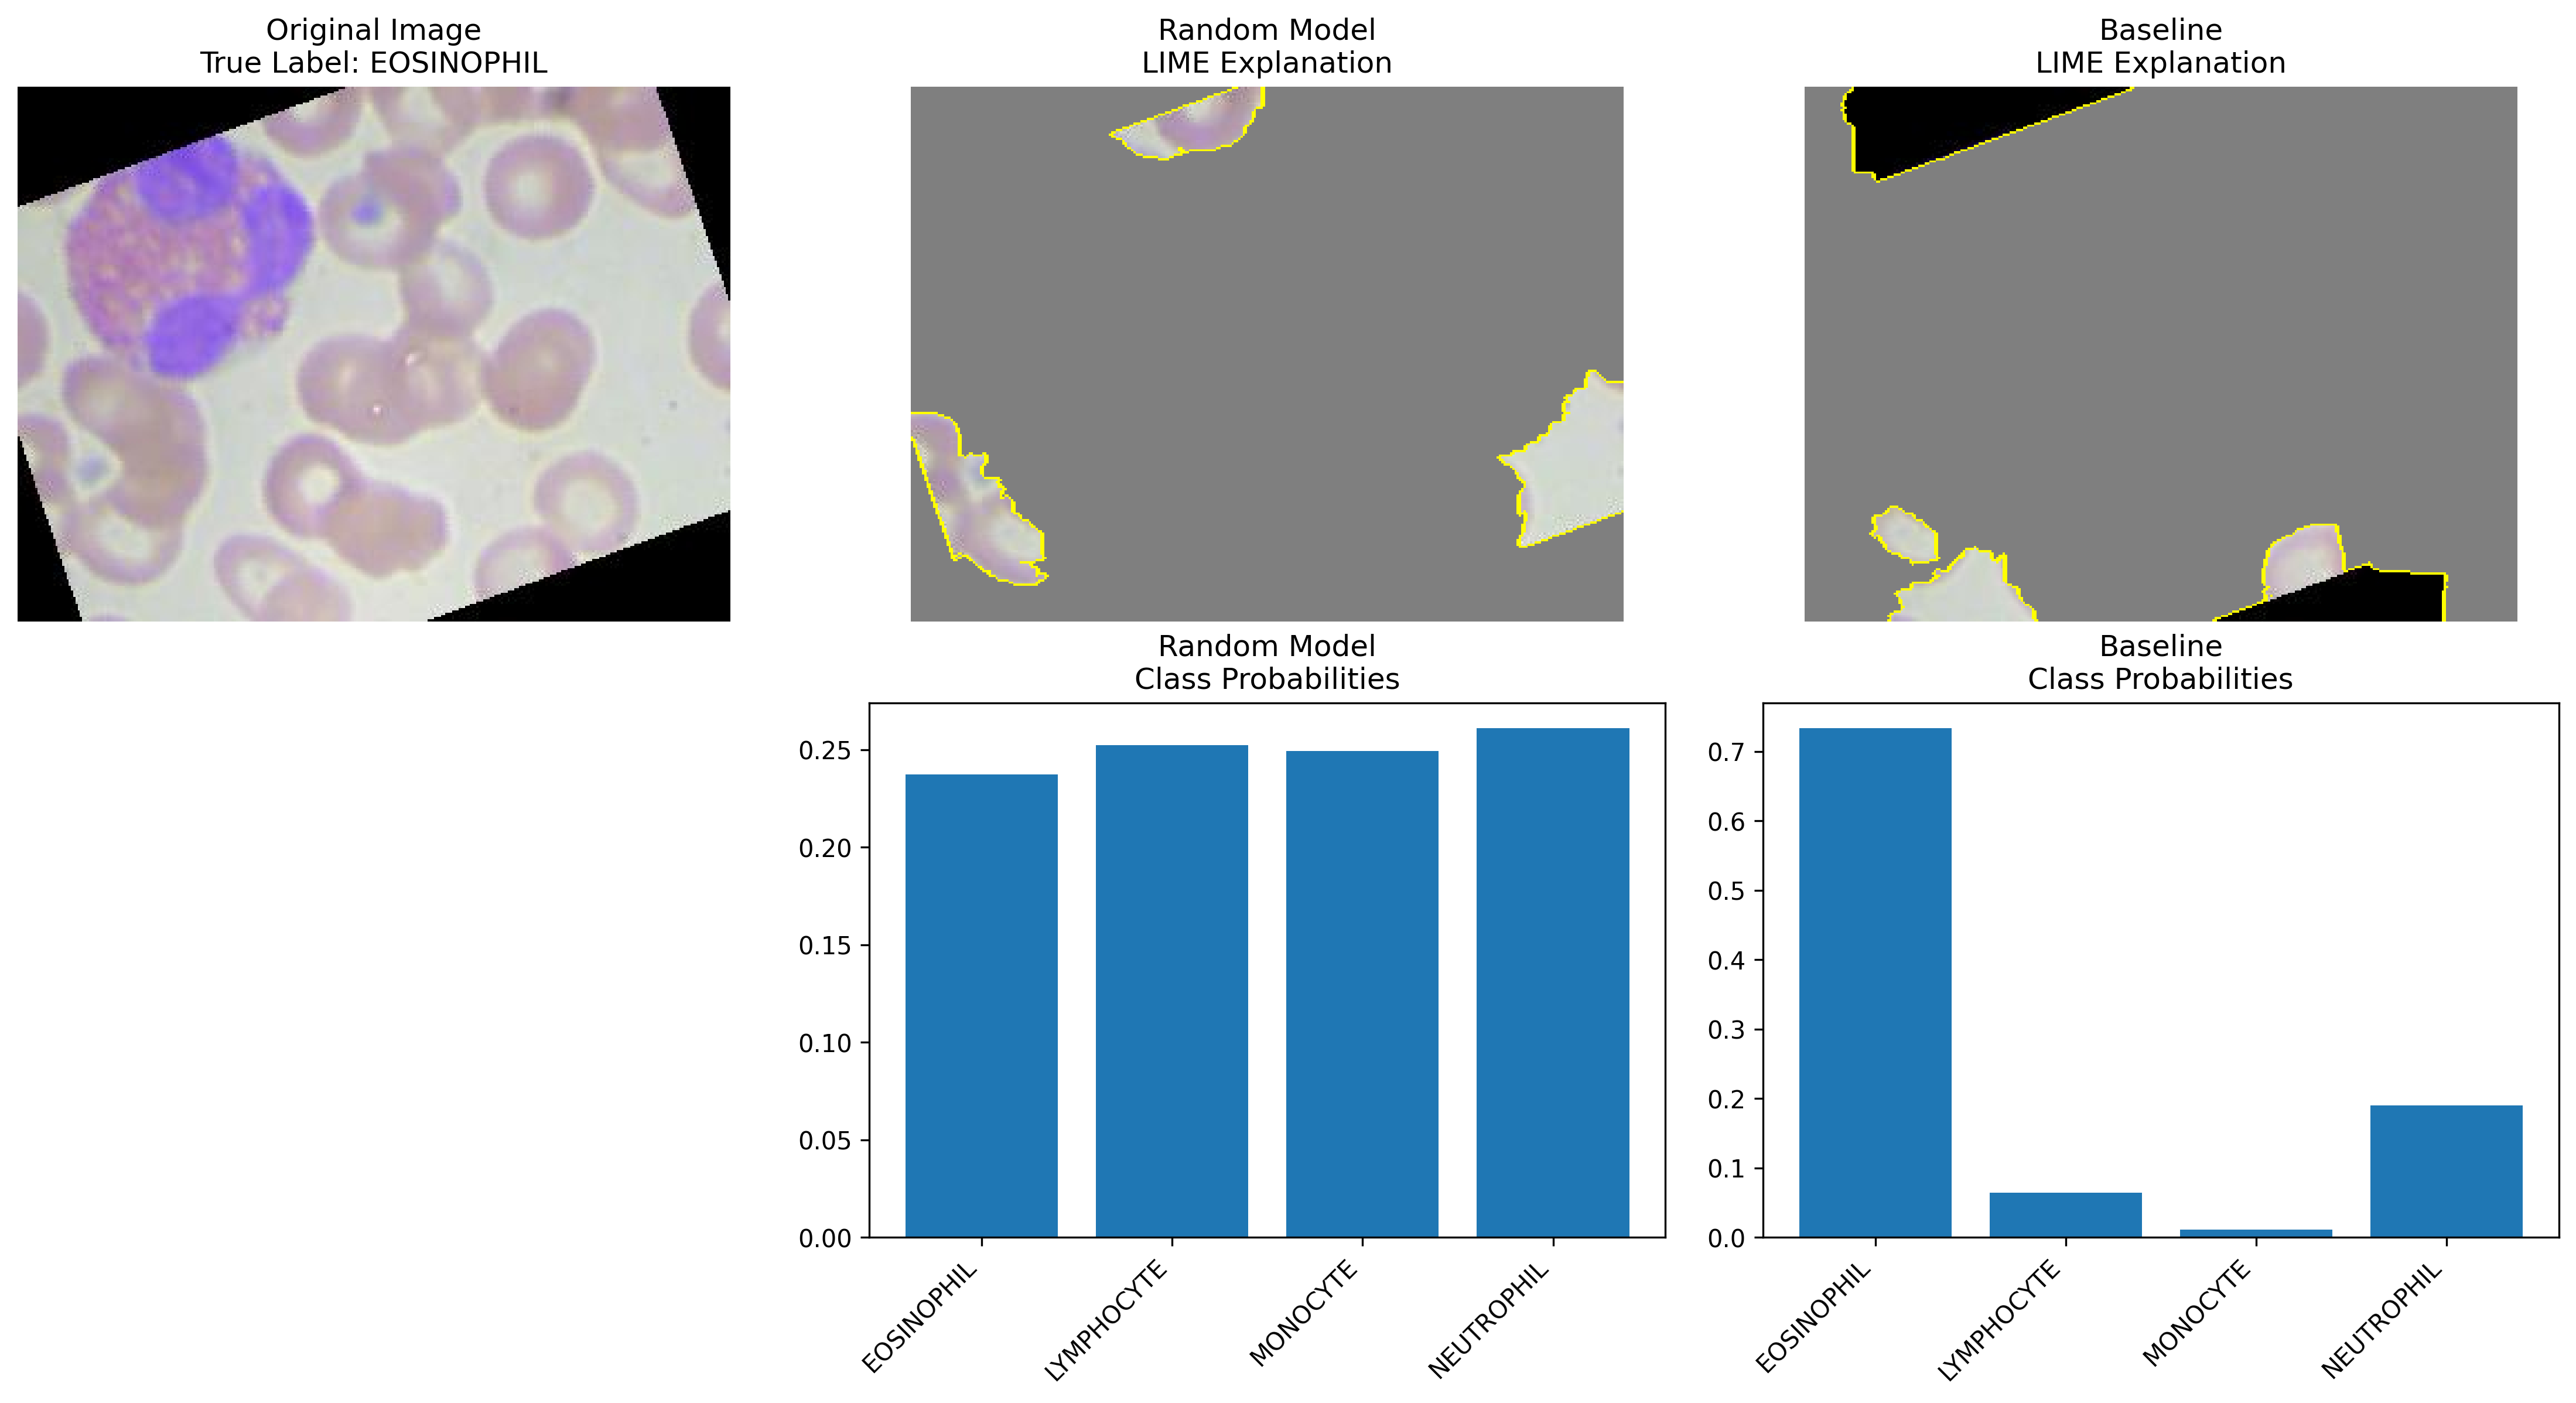 Original Image
True Label: EOSINOPHIL
Random Model
LIME Explanation
Baseline
LIME Explanation
Random Model
Class Probabilities
0.25
0.20
0.15
0.10
0.05
0.00
EOSINOPHIL
LYMPHOCYTE
MONOCYTE
NEUTROPHIL
Baseline
Class Probabilities
0.7
0.6
0.5
0.4
0.3
0.2
0.1
0.0
EOSINOPHIL
LYMPHOCYTE
MONOCYTE
NEUTROPHIL